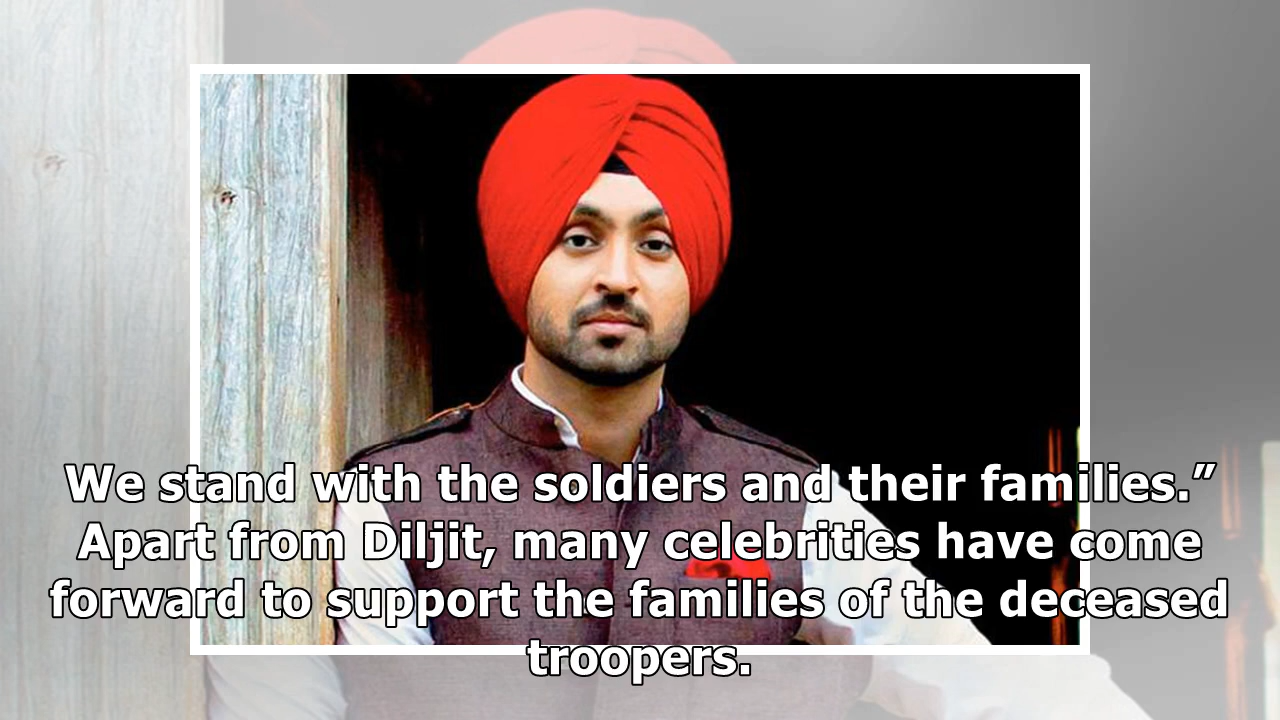 We stand with the soldiers and their families.”
Apart from Diljit, many celebrities have come
forward to support the families of the deceased
troopers.